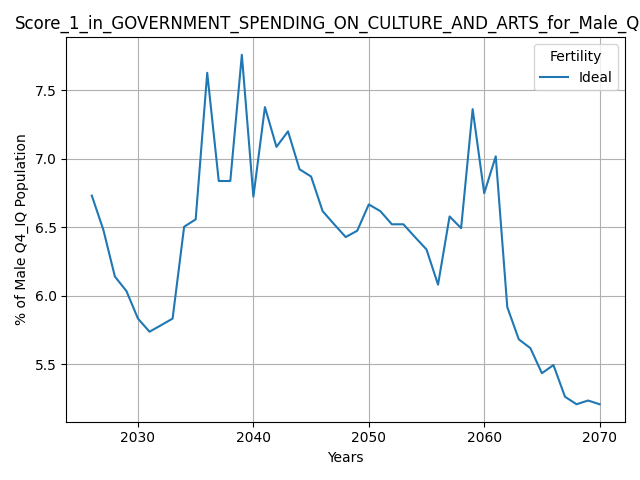 Score_1_in_GOVERNMENT_SPENDING_ON_CULTURE_AND_ARTS_for_Male_Q
Fertility
Ideal
% of Male Q4_IQ Population
7.5
7.0
6.5
6.0
5.5
2030 2040 2050 2060 2070
Years